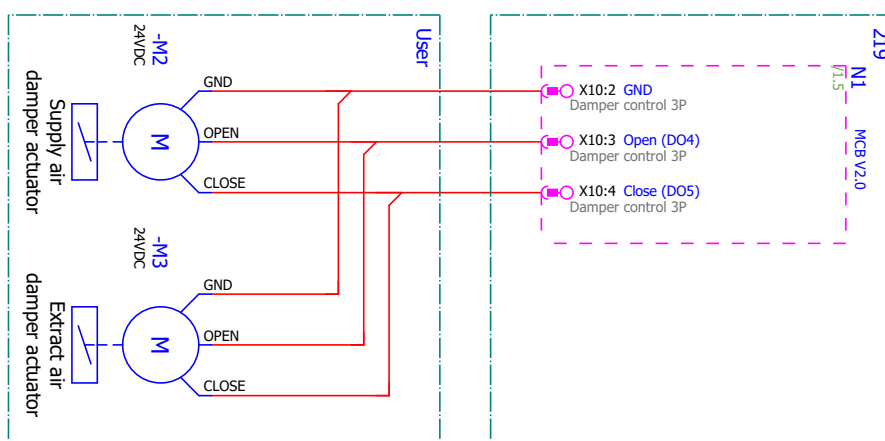 User
-M2
24VDC
Supply air
damper actuator
M
GND
OPEN
CLOSE
-M3
24VDC
Extract air
damper actuator
M
GND
OPEN
CLOSE
N1
/1.5
MCB V2.0
X10:2 GND
Damper control 3P
X10:3 Open (DO4)
Damper control 3P
X10:4 Close (DO5)
Damper control 3P